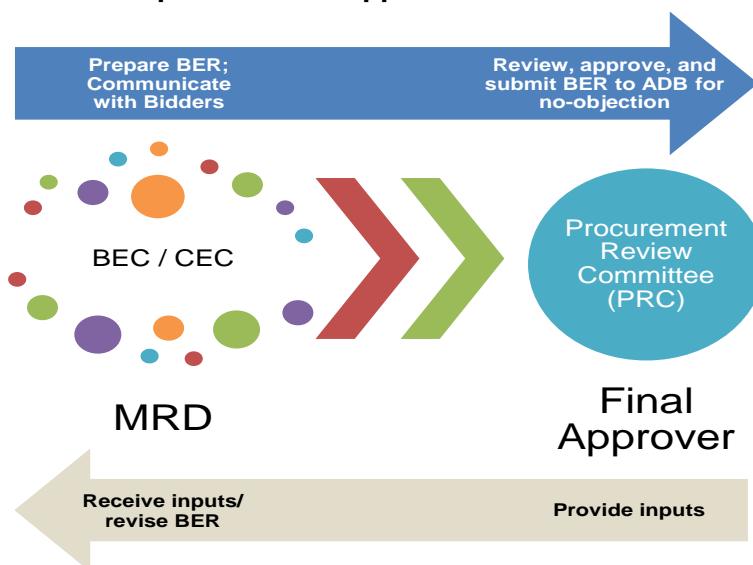 Prepare BER;
Communicate
with Bidders
Review, approve, and
submit BER to ADB for
no-objection
BEC / CEC
Procurement
Review
Committee
(PRC)
MRD
Final
Approver
Receive inputs/
revise BER
Provide inputs